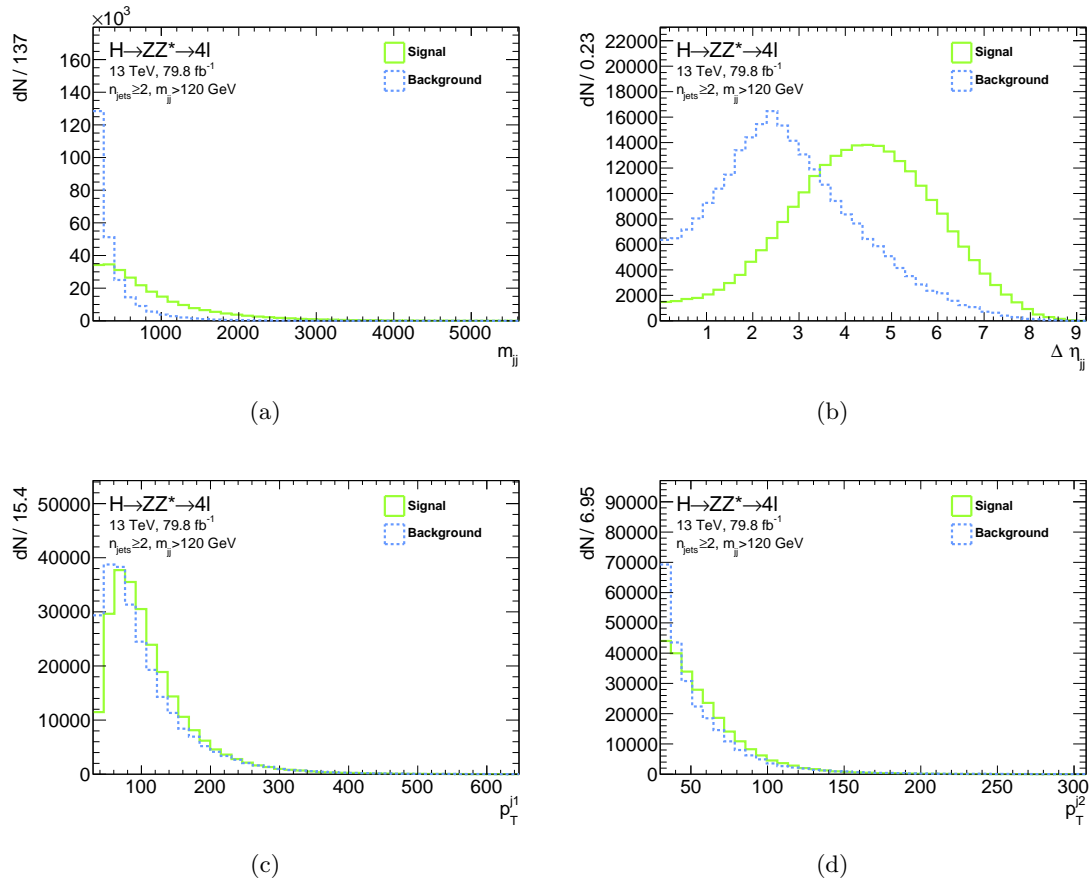 ×10³
dN / 137
180
160
140
120
100
80
60
40
20
0
H→ZZ*→4l
13 TeV, 79.8 fb⁻¹
n_jets≥2, m_jj>120 GeV
Signal
Background
1000 2000 3000 4000 5000
m_jj
(a)
dN / 0.23
22000
20000
18000
16000
14000
12000
10000
8000
6000
4000
2000
0
H→ZZ*→4l
13 TeV, 79.8 fb⁻¹
n_jets≥2, m_jj>120 GeV
Signal
Background
1 2 3 4 5 6 7 8 9
Δ η_jj
(b)
dN / 15.4
50000
40000
30000
20000
10000
0
H→ZZ*→4l
13 TeV, 79.8 fb⁻¹
n_jets≥2, m_jj>120 GeV
Signal
Background
100 200 300 400 500 600
p_T^j1
(c)
dN / 6.95
90000
80000
70000
60000
50000
40000
30000
20000
10000
0
H→ZZ*→4l
13 TeV, 79.8 fb⁻¹
n_jets≥2, m_jj>120 GeV
Signal
Background
50 100 150 200 250 300
p_T^j2
(d)